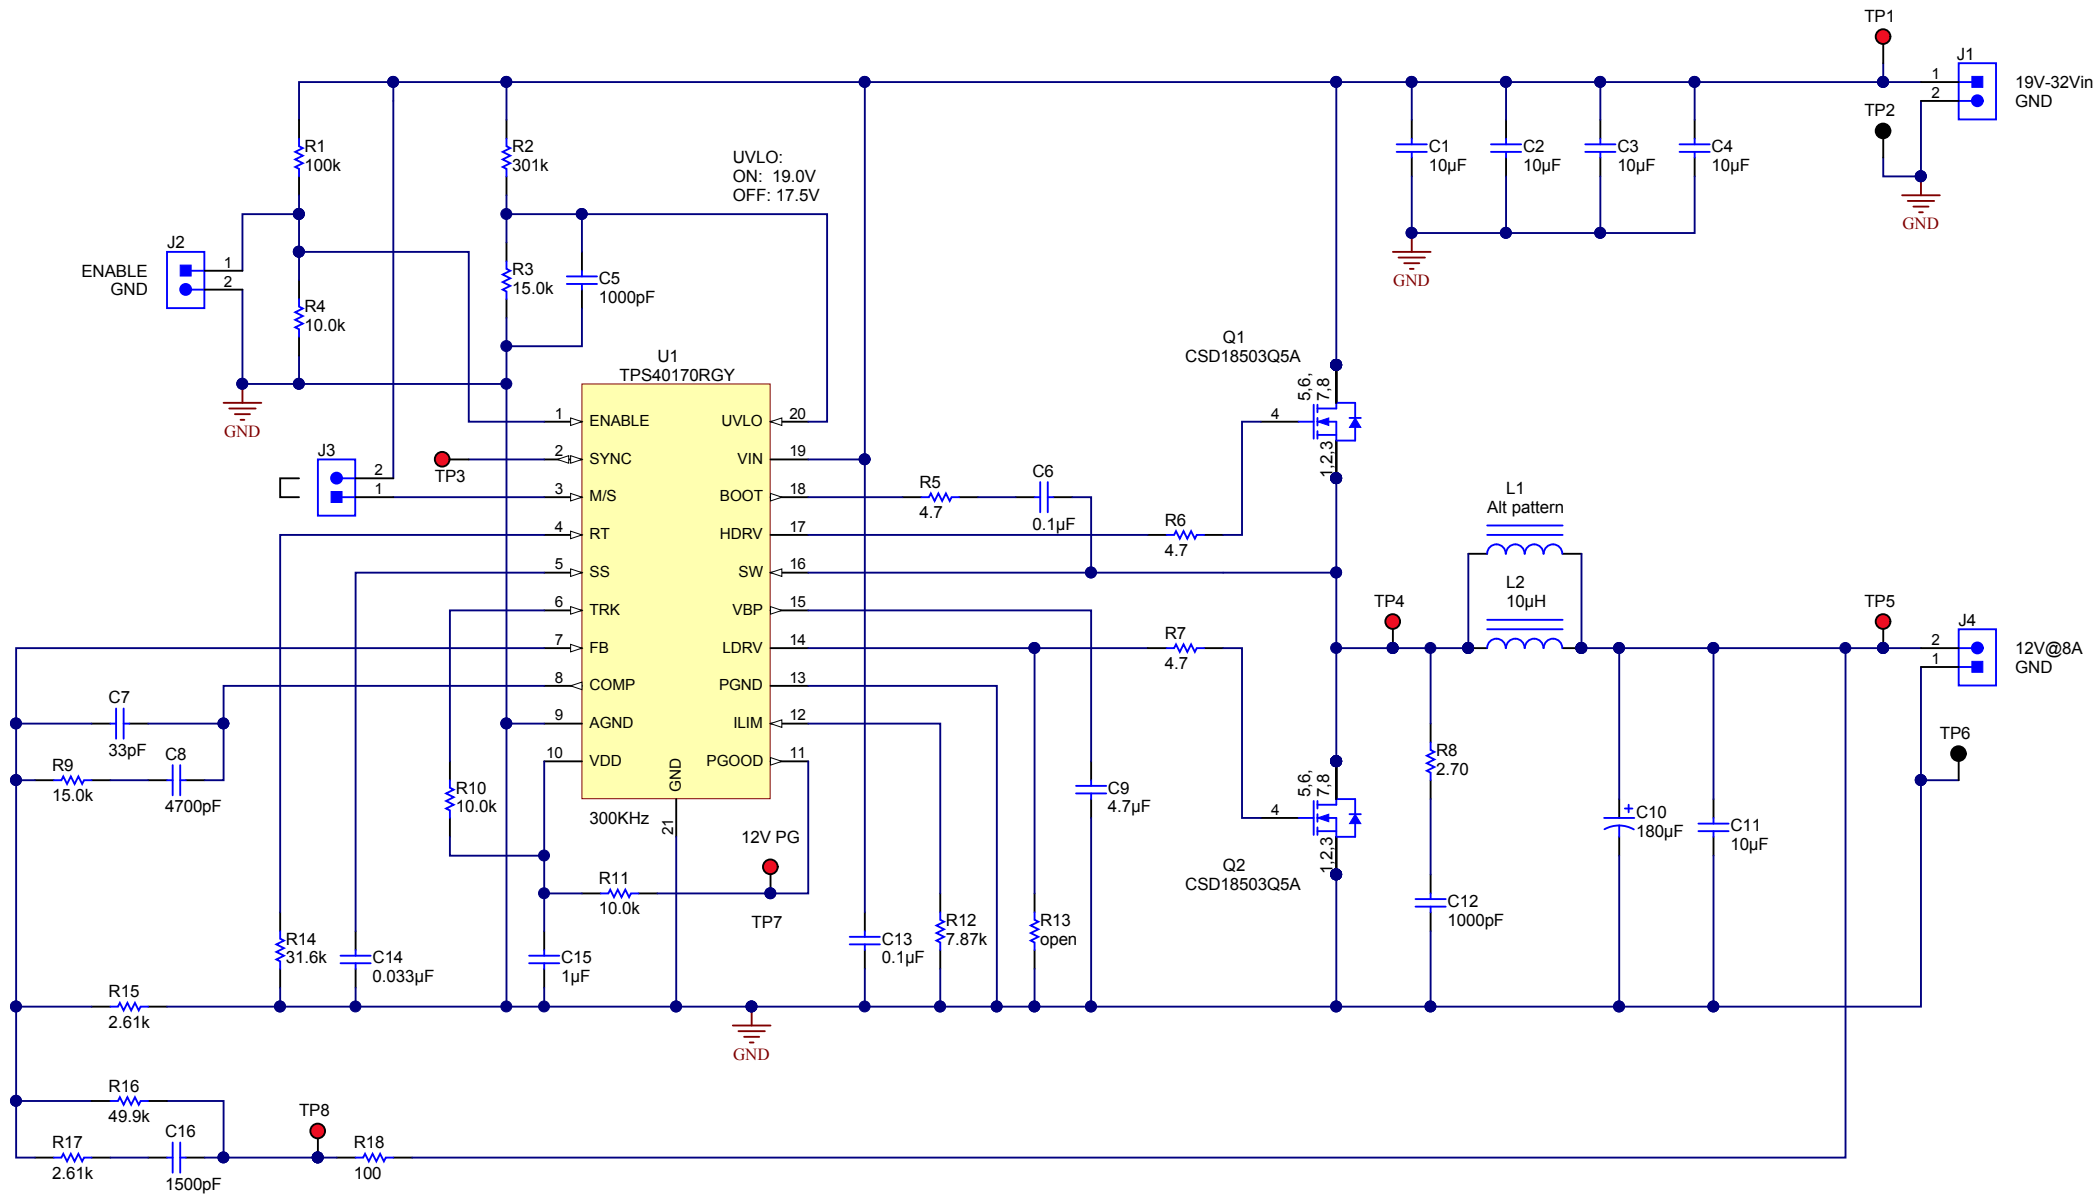 TP1
J1
1
19V-32Vin
2
GND
TP2
GND
R1
100k
R2
301k
UVLO:
ON: 19.0V
OFF: 17.5V
C1
10µF
C2
10µF
C3
10µF
C4
10µF
GND
J2
ENABLE
GND
1
2
R4
10.0k
R3
15.0k
C5
1000pF
GND
J3
2
1
TP3
U1
TPS40170RGY
1
ENABLE
2
SYNC
3
M/S
4
RT
5
SS
6
TRK
7
FB
8
COMP
9
AGND
10
VDD
UVLO
20
VIN
19
BOOT
18
HDRV
17
SW
16
VBP
15
LDRV
14
PGND
13
ILIM
12
PGOOD
11
GND
21
300KHz
R5
4.7
C6
0.1µF
R6
4.7
R7
4.7
Q1
CSD18503Q5A
5,6,
7,8
4
1,2,3
L1
Alt pattern
L2
10µH
TP4
TP5
J4
2
12V@8A
1
GND
TP6
C7
33pF
R9
15.0k
C8
4700pF
R10
10.0k
12V PG
R11
10.0k
TP7
C9
4.7µF
Q2
CSD18503Q5A
5,6,
7,8
4
1,2,3
R8
2.70
C12
1000pF
C10
180µF
C11
10µF
R14
31.6k
C14
0.033µF
C15
1µF
C13
0.1µF
R12
7.87k
R13
open
R15
2.61k
GND
R16
49.9k
R17
2.61k
C16
1500pF
TP8
R18
100